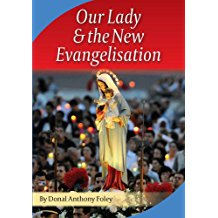 Our Lady
& the New
Evangelisation
By Donal Anthony Foley